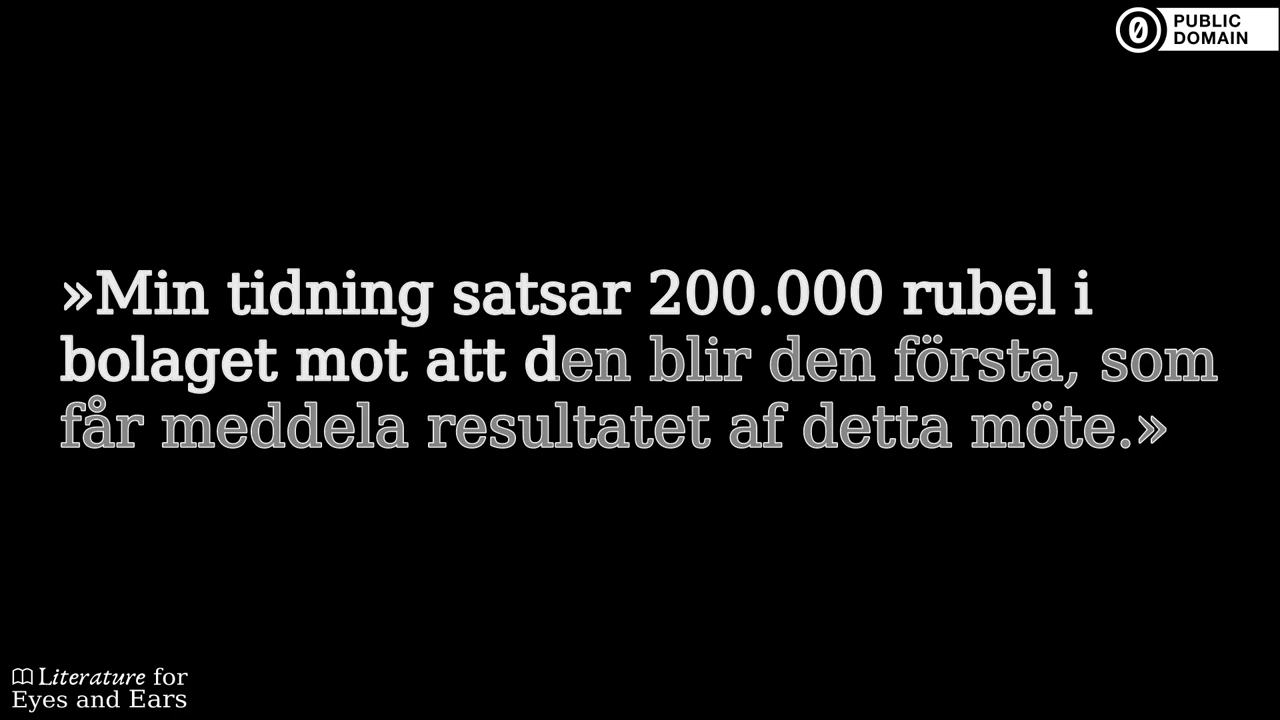 PUBLIC
DOMAIN
»Min tidning satsar 200.000 rubel i
bolaget mot att den blir den första, som
får meddela resultatet af detta möte.»
Literature for
Eyes and Ears